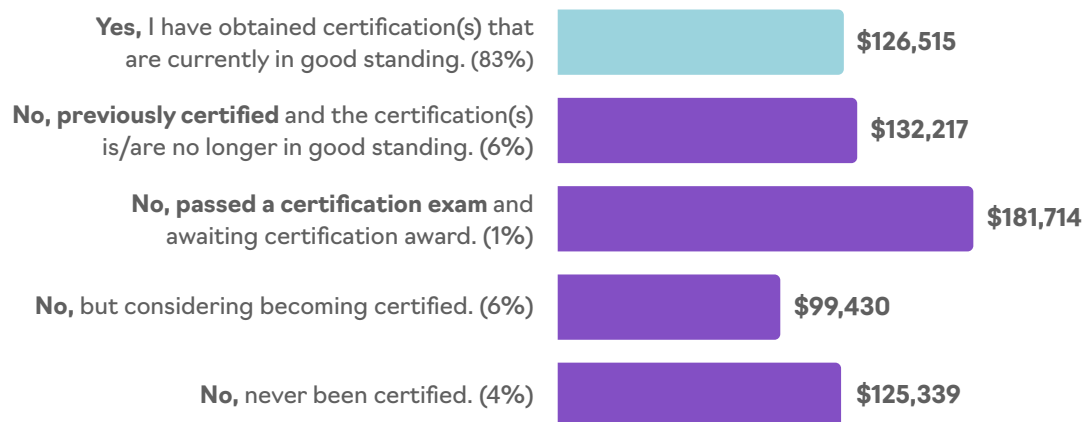 Yes, I have obtained certification(s) that
are currently in good standing. (83%)
$126,515
No, previously certified and the certification(s)
is/are no longer in good standing. (6%)
$132,217
No, passed a certification exam and
awaiting certification award. (1%)
$181,714
No, but considering becoming certified. (6%)
$99,430
No, never been certified. (4%)
$125,339